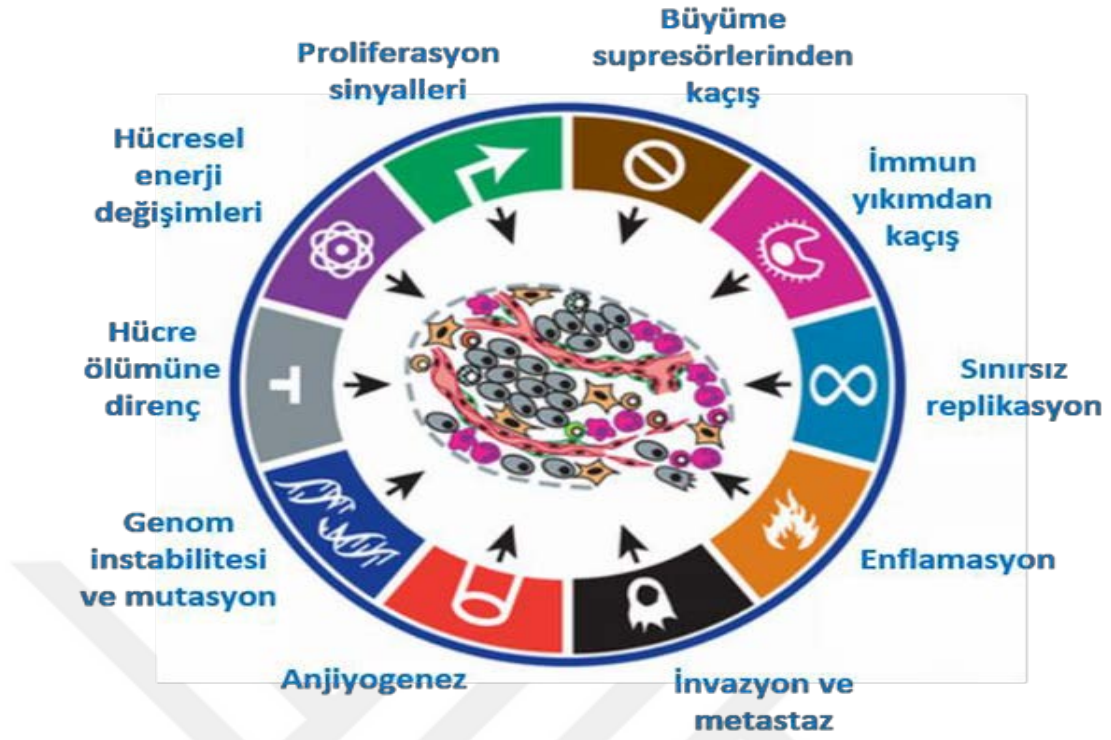 Proliferasyon
sinyalleri
Büyüme
supresörlerinden
kaçış
İmmun
yıkımdan
kaçış
Sınırsız
replikasyon
Enflamasyon
İnvazyon ve
metastaz
Anjiyogenez
Genom
instabilitesi
ve mutasyon
Hücre
ölümüne
direnç
Hücresel
enerji
değişimleri